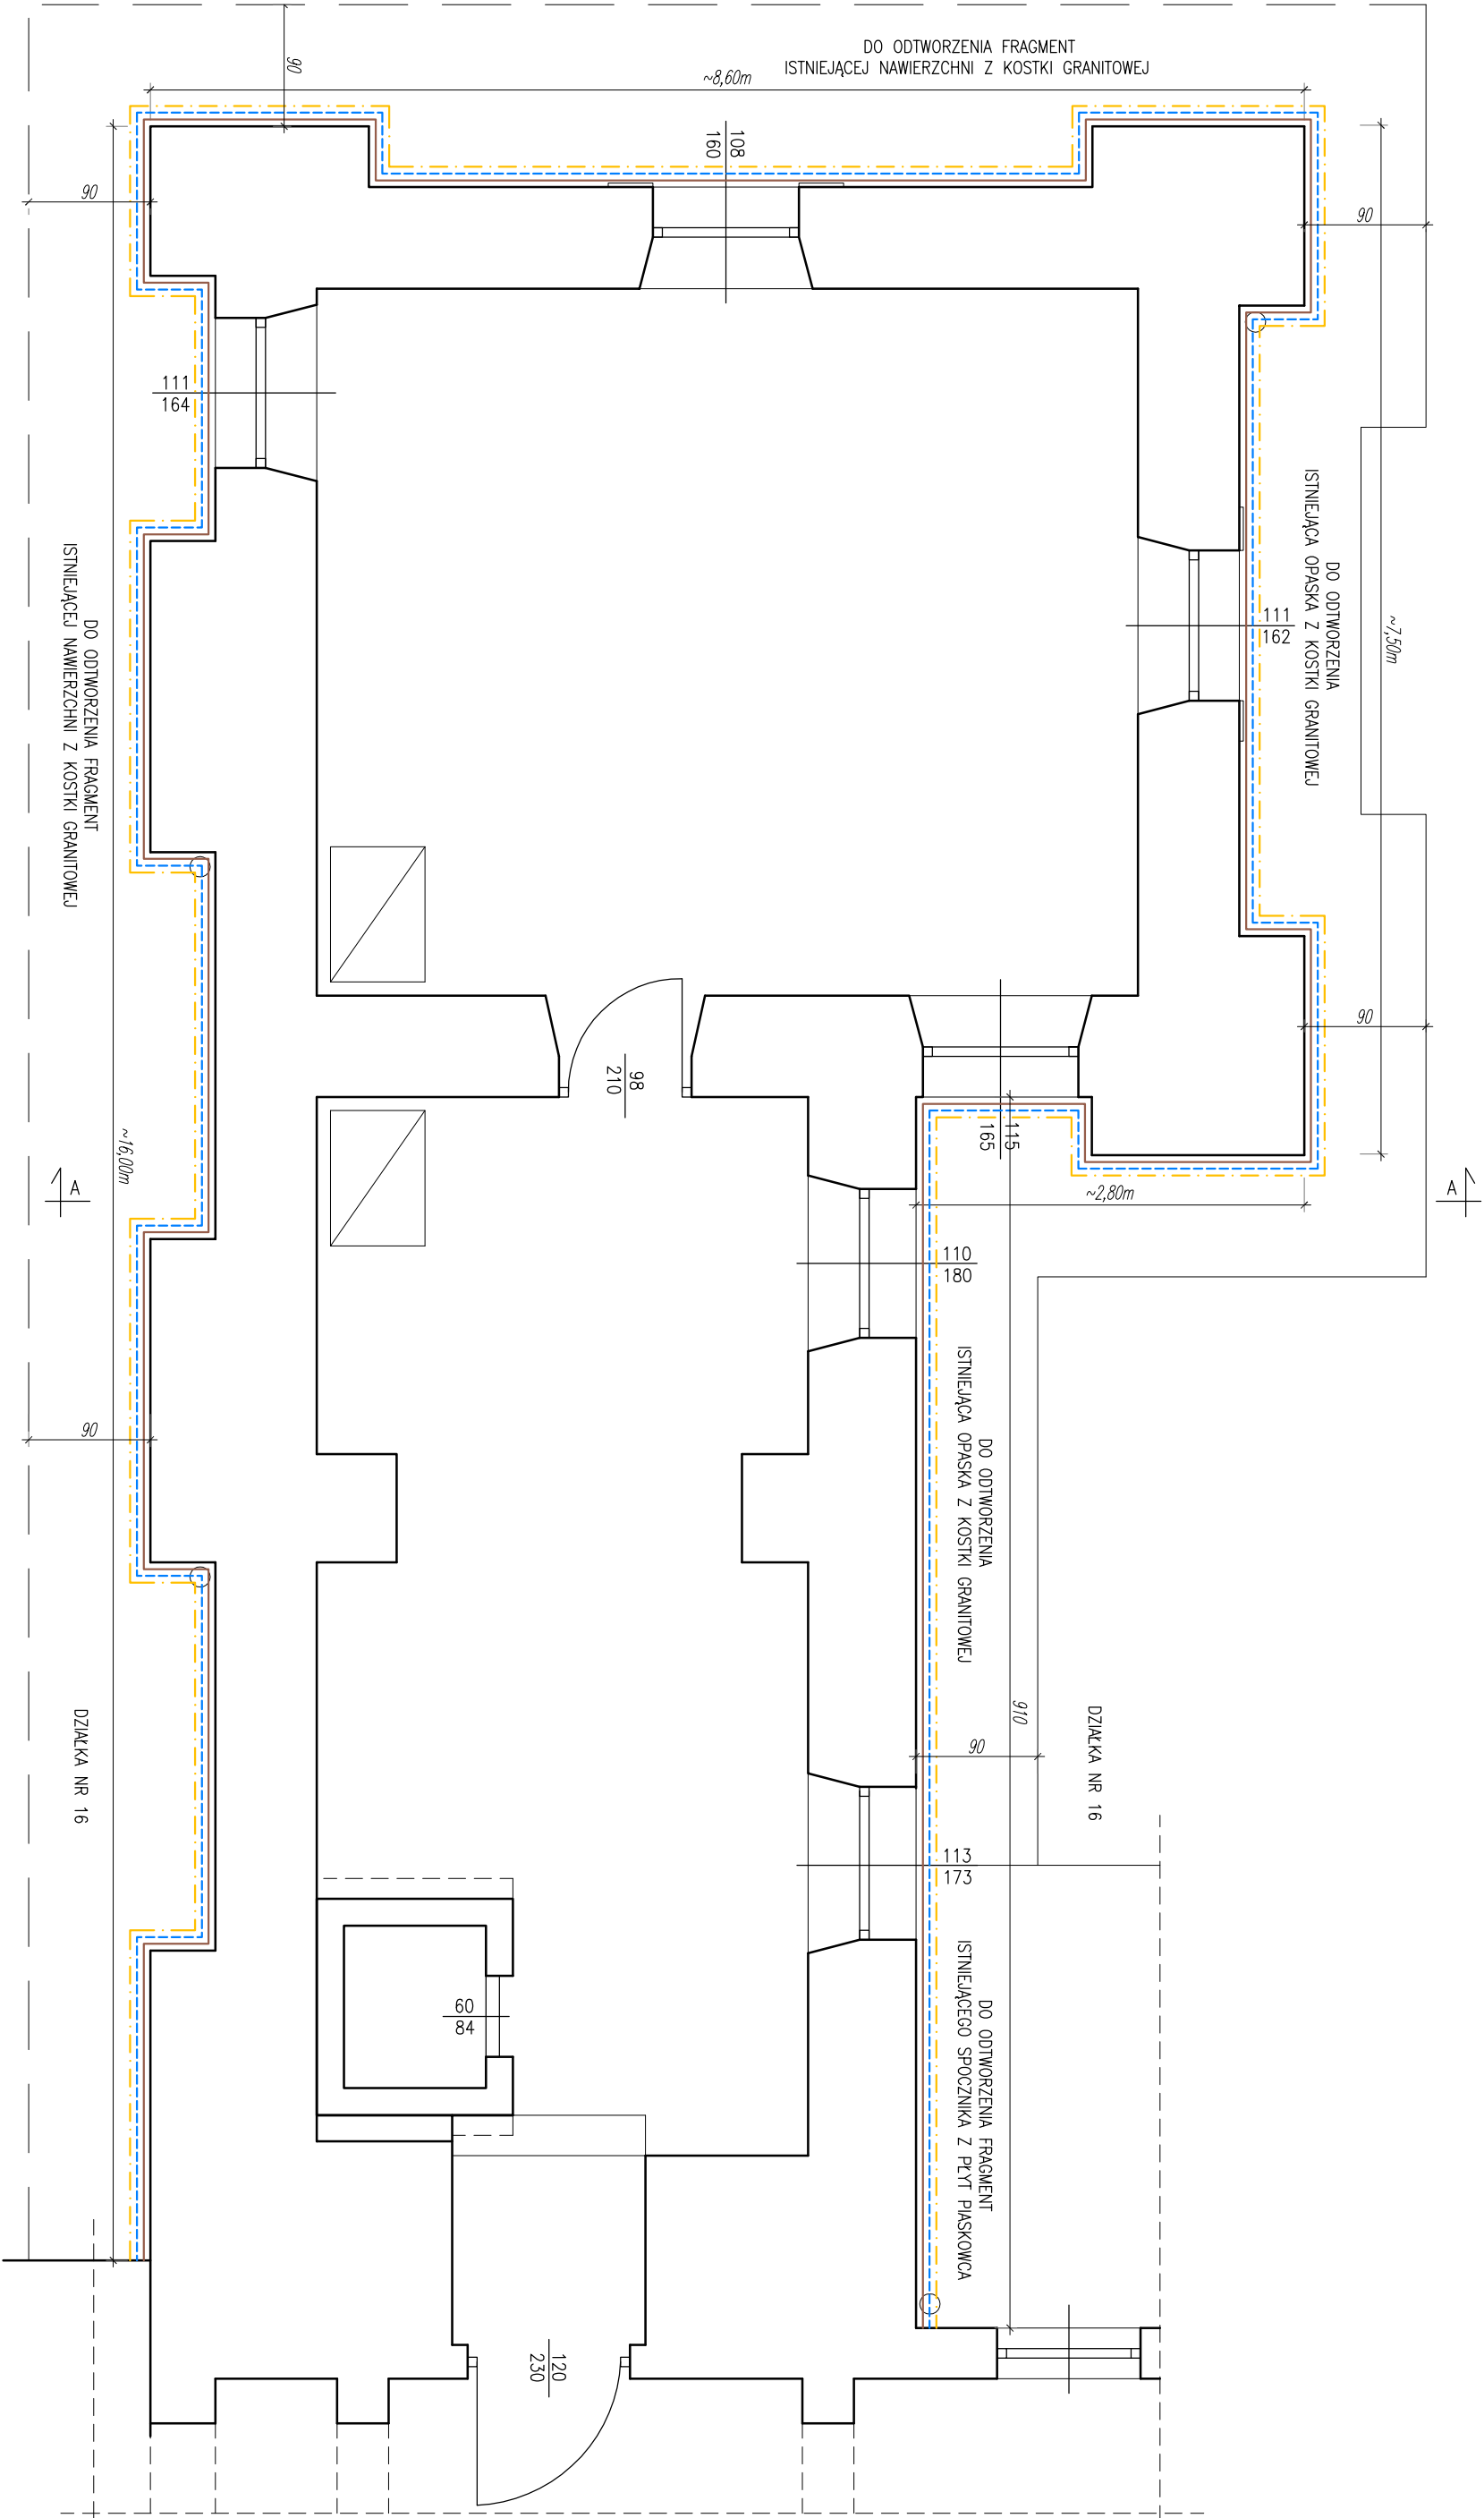 DO ODTWORZENIA FRAGMENT
ISTNIEJĄCEJ NAWIERZCHNI Z KOSTKI GRANITOWEJ
90
~8,60m
108
160
90
90
111
164
DO ODTWORZENIA
ISTNIEJĄCA OPASKA Z KOSTKI GRANITOWEJ
~7,50m
111
162
DO ODTWORZENIA FRAGMENT
ISTNIEJĄCEJ NAWIERZCHNI Z KOSTKI GRANITOWEJ
90
98
210
115
165
~16,00m
A
A
~2,80m
110
180
DO ODTWORZENIA
ISTNIEJĄCA OPASKA Z KOSTKI GRANITOWEJ
90
910
90
DZIAŁKA NR 16
DZIAŁKA NR 16
113
173
DO ODTWORZENIA FRAGMENT
ISTNIEJĄCEGO SPOCZNIKA Z PŁYT PIASKOWCA
60
84
120
230